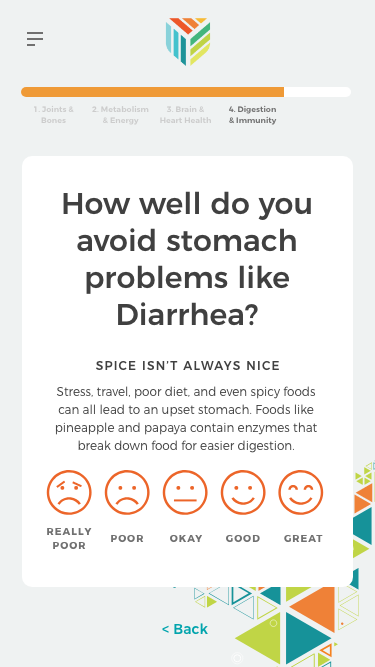 1. Joints & 2. Metabolism 3. Brain & 4. Digestion
Bones & Energy Heart Health & Immunity
How well do you
avoid stomach
problems like
Diarrhea?
SPICE ISN'T ALWAYS NICE
Stress, travel, poor diet, and even spicy foods
can all lead to an upset stomach. Foods like
pineapple and papaya contain enzymes that
break down food for easier digestion.
REALLY
POOR POOR OKAY GOOD GREAT
< Back